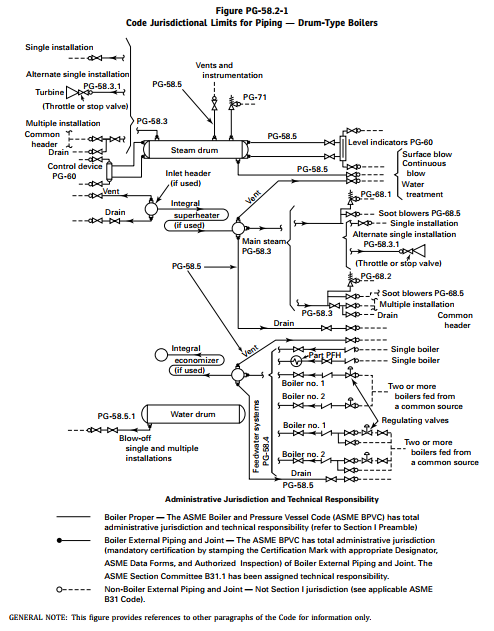 Figure PG-58.2-1
Code Jurisdictional Limits for Piping — Drum-Type Boilers
Single installation
Vents and
instrumentation
Alternate single installation
PG-58.3.1
PG-58.5
PG-71
Turbine
(Throttle or stop valve)
Multiple installation
PG-58.3
Common
header
PG-58.5
Level indicators PG-60
Drain
Steam drum
Surface blow
Control device
PG-60
PG-58.5
Continuous
blow
Inlet header
(if used)
Water
treatment
Vent
Vent
PG-68.1
Integral
superheater
(if used)
Drain
Soot blowers PG-68.5
Single installation
Alternate single installation
Main steam
PG-58.3
PG-58.3.1
(Throttle or stop valve)
PG-58.5
PG-68.2
Soot blowers PG-68.5
Multiple installation
PG-58.3
Drain
Common
header
Drain
Vent
Integral
economizer
(if used)
Single boiler
Part PFH
Single boiler
Boiler no. 1
Two or more
boilers fed from
a common source
Boiler no. 2
Regulating valves
PG-58.5.1
Water drum
Boiler no. 1
Two or more
boilers fed from
a common source
Blow-off
single and multiple
installations
Boiler no. 2
Feedwater systems
PG-58.4
Drain
PG-58.5
Administrative Jurisdiction and Technical Responsibility
Boiler Proper — The ASME Boiler and Pressure Vessel Code (ASME BPVC) has total
administrative jurisdiction and technical responsibility (refer to Section I Preamble)
Boiler External Piping and Joint — The ASME BPVC has total administrative jurisdiction
(mandatory certification by stamping the Certification Mark with appropriate Designator,
ASME Data Forms, and Authorized Inspection) of Boiler External Piping and Joint. The
ASME Section Committee B31.1 has been assigned technical responsibility.
Non-Boiler External Piping and Joint — Not Section I jurisdiction (see applicable ASME
B31 Code).
GENERAL NOTE: This figure provides references to other paragraphs of the Code for information only.